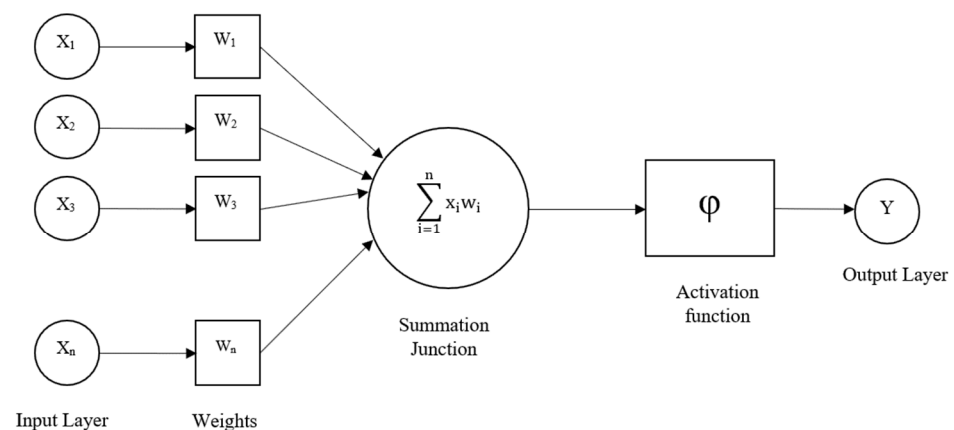 X₁
W₁
X₂
W₂
X₃
W₃
Xₙ
Wₙ
n
∑ xᵢwᵢ
i=1
φ
Y
Output Layer
Activation
function
Summation
Junction
Input Layer
Weights